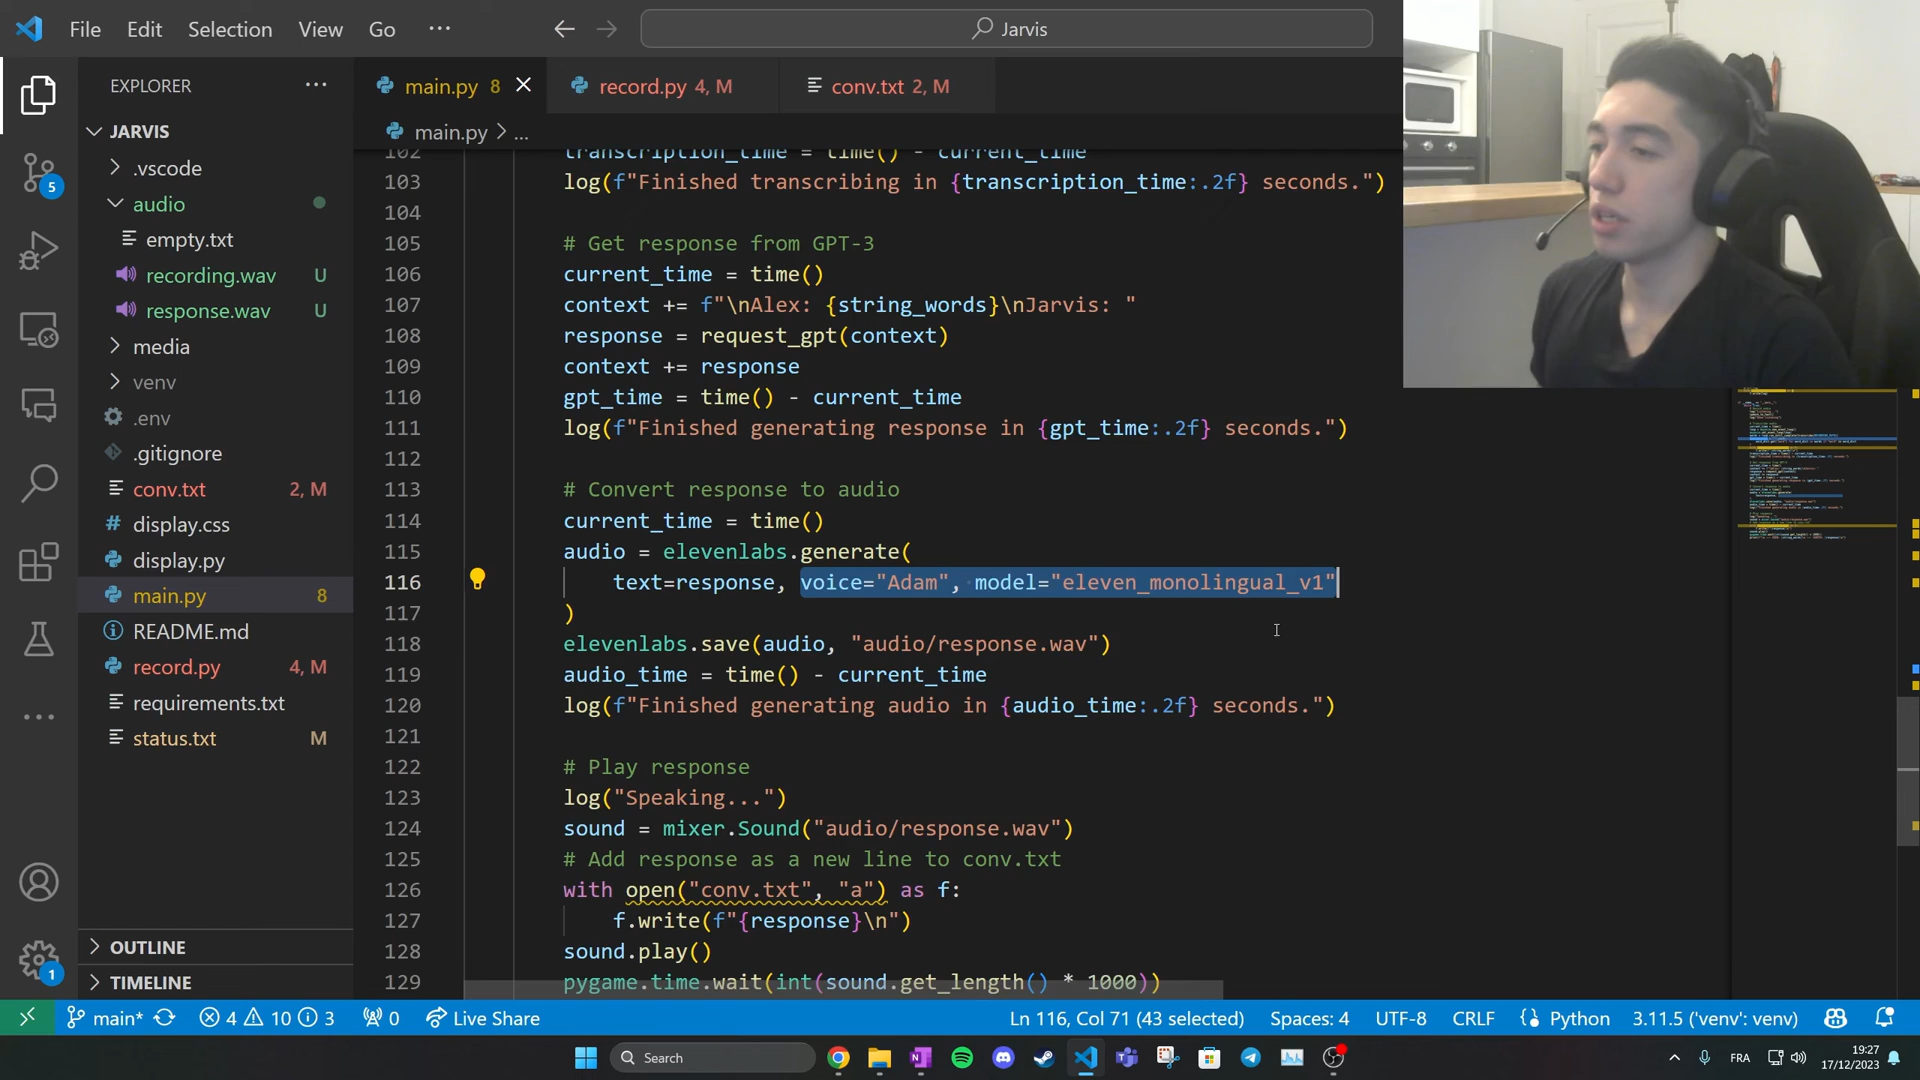 File Edit Selection View Go ··· Jarvis
EXPLORER ···
main.py 8
record.py 4, M
conv.txt 2, M
main.py > ...
JARVIS
.vscode
audio
empty.txt
recording.wav U
response.wav U
media
venv
.env
.gitignore
conv.txt 2, M
display.css
display.py
main.py 8
README.md
record.py 4, M
requirements.txt
status.txt M
OUTLINE
TIMELINE
5
1
102 transcription_time = time() - current_time
103 log(f"Finished transcribing in {transcription_time:.2f} seconds.")
104
105 # Get response from GPT-3
106 current_time = time()
107 context += f"\nAlex: {string_words}\nJarvis: "
108 response = request_gpt(context)
109 context += response
110 gpt_time = time() - current_time
111 log(f"Finished generating response in {gpt_time:.2f} seconds.")
112
113 # Convert response to audio
114 current_time = time()
115 audio = elevenlabs.generate(
116 text=response, voice="Adam", model="eleven_monolingual_v1"
117 )
118 elevenlabs.save(audio, "audio/response.wav")
119 audio_time = time() - current_time
120 log(f"Finished generating audio in {audio_time:.2f} seconds.")
121
122 # Play response
123 log("Speaking...")
124 sound = mixer.Sound("audio/response.wav")
125 # Add response as a new line to conv.txt
126 with open("conv.txt", "a") as f:
127 f.write(f"{response}\n")
128 sound.play()
129 pygame.time.wait(int(sound.get_length() * 1000))
main* 4 10 3 0 Live Share Ln 116, Col 71 (43 selected) Spaces: 4 UTF-8 CRLF Python 3.11.5 ('venv': venv)
Search FRA 19:27
17/12/2023